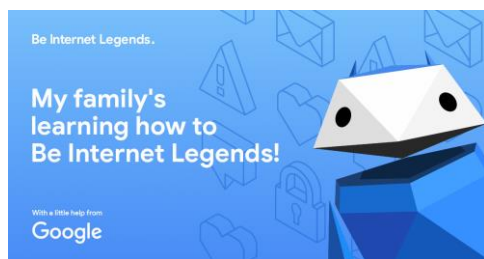 Be Internet Legends.
My family's
learning how to
Be Internet Legends!
With a little help from
Google